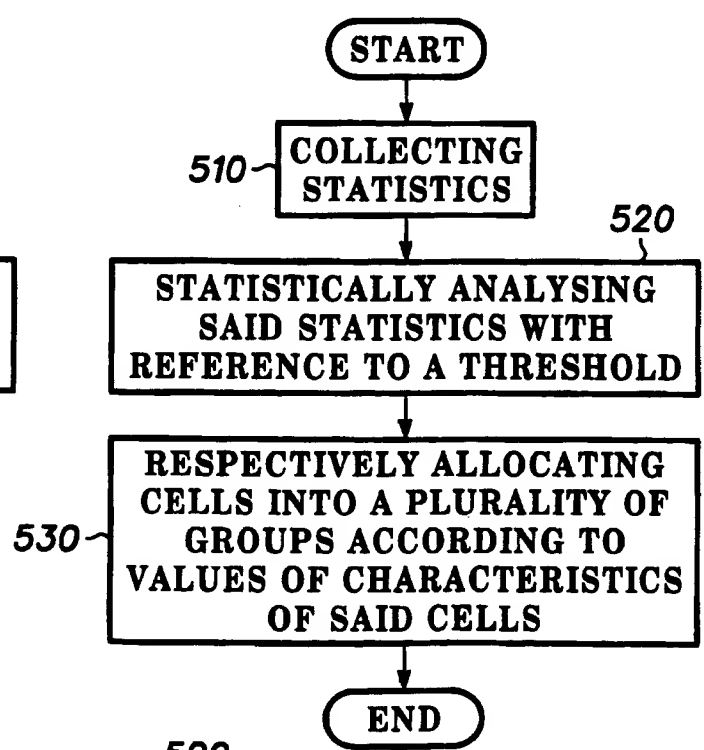 START
510
COLLECTING
STATISTICS
520
STATISTICALLY ANALYSING
SAID STATISTICS WITH
REFERENCE TO A THRESHOLD
530
RESPECTIVELY ALLOCATING
CELLS INTO A PLURALITY OF
GROUPS ACCORDING TO
VALUES OF CHARACTERISTICS
OF SAID CELLS
END